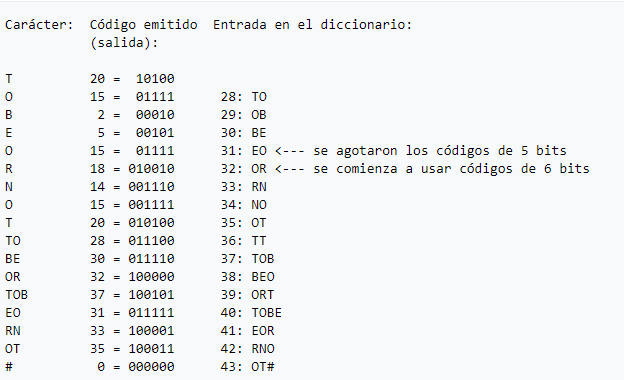 Carácter:  Código emitido  Entrada en el diccionario:
           (salida):
T          20 =  10100
O          15 =  01111      28: TO
B           2 =  00010      29: OB
E           5 =  00101      30: BE
O          15 =  01111      31: EO <--- se agotaron los códigos de 5 bits
R          18 = 010010      32: OR <--- se comienza a usar códigos de 6 bits
N          14 = 001110      33: RN
O          15 = 001111      34: NO
T          20 = 010100      35: OT
TO         28 = 011100      36: TT
BE         30 = 011110      37: TOB
OR         32 = 100000      38: BEO
TOB        37 = 100101      39: ORT
EO         31 = 011111      40: TOBE
RN         33 = 100001      41: EOR
OT         35 = 100011      42: RNO
#           0 = 000000      43: OT#